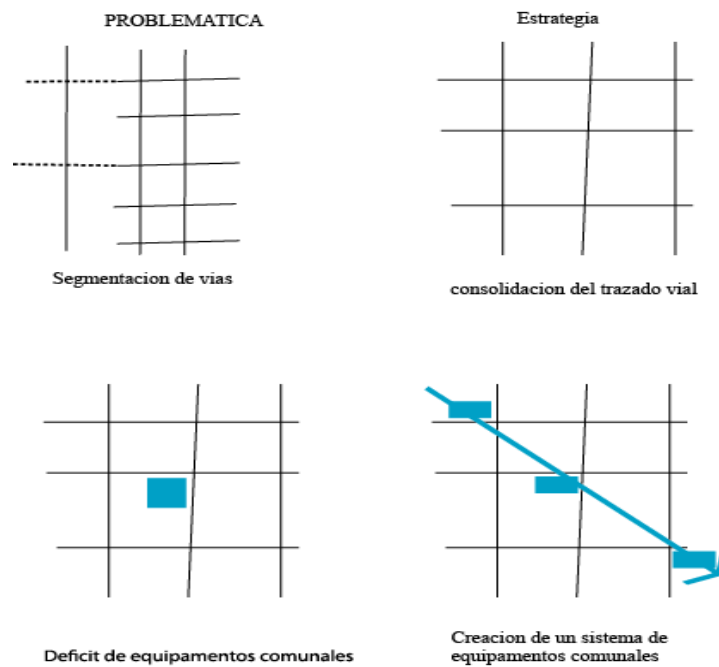 PROBLEMATICA
Estrategia
Segmentacion de vias
consolidacion del trazado vial
Deficit de equipamentos comunales
Creacion de un sistema de
equipamentos comunales